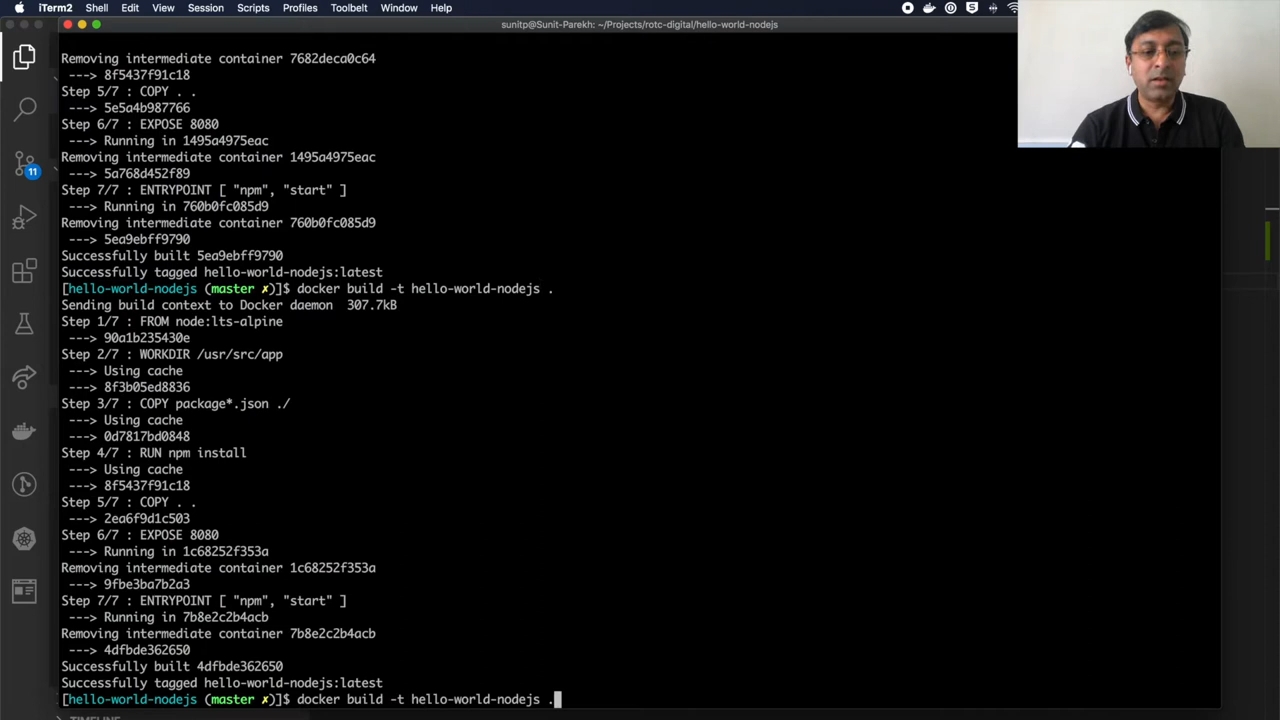 iTerm2 Shell Edit View Session Scripts Profiles Toolbelt Window Help
sunitp@Sunit-Parekh: ~/Projects/rotc-digital/hello-world-nodejs
Removing intermediate container 7682deca0c64
---> 8f5437f91c18
Step 5/7 : COPY . .
---> 5e5a4b987766
Step 6/7 : EXPOSE 8080
---> Running in 1495a4975eac
Removing intermediate container 1495a4975eac
---> 5a768d452f89
Step 7/7 : ENTRYPOINT [ "npm", "start" ]
---> Running in 760b0fc085d9
Removing intermediate container 760b0fc085d9
---> 5ea9ebff9790
Successfully built 5ea9ebff9790
Successfully tagged hello-world-nodejs:latest
[hello-world-nodejs (master ✗)]$ docker build -t hello-world-nodejs .
Sending build context to Docker daemon  307.7kB
Step 1/7 : FROM node:lts-alpine
---> 90a1b235430e
Step 2/7 : WORKDIR /usr/src/app
---> Using cache
---> 8f3b05ed8836
Step 3/7 : COPY package*.json ./
---> Using cache
---> 0d7817bd0848
Step 4/7 : RUN npm install
---> Using cache
---> 8f5437f91c18
Step 5/7 : COPY . .
---> 2ea6f9d1c503
Step 6/7 : EXPOSE 8080
---> Running in 1c68252f353a
Removing intermediate container 1c68252f353a
---> 9fbe3ba7b2a3
Step 7/7 : ENTRYPOINT [ "npm", "start" ]
---> Running in 7b8e2c2b4acb
Removing intermediate container 7b8e2c2b4acb
---> 4dfbde362650
Successfully built 4dfbde362650
Successfully tagged hello-world-nodejs:latest
[hello-world-nodejs (master ✗)]$ docker build -t hello-world-nodejs .
11
TIMELINE